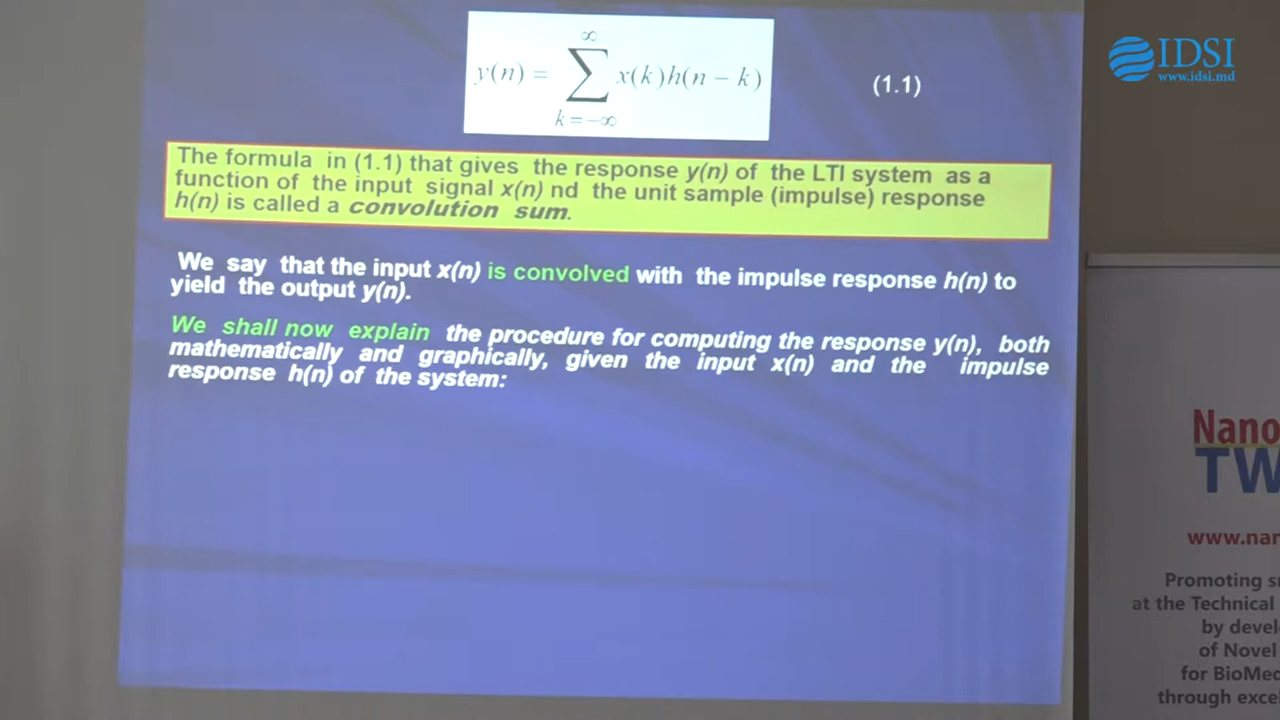 y(n) = ∑ x(k)h(n − k)
∞
k=−∞
(1.1)
The formula in (1.1) that gives the response y(n) of the LTI system as a
function of the input signal x(n) nd the unit sample (impulse) response
h(n) is called a convolution sum.
We say that the input x(n) is convolved with the impulse response h(n) to
yield the output y(n).
We shall now explain the procedure for computing the response y(n), both
mathematically and graphically, given the input x(n) and the impulse
response h(n) of the system:
IDSI
www.idsi.md
Nano
TW
www.nar
Promoting
at the Technical
by devel
of Novel
for BioMed
through exce